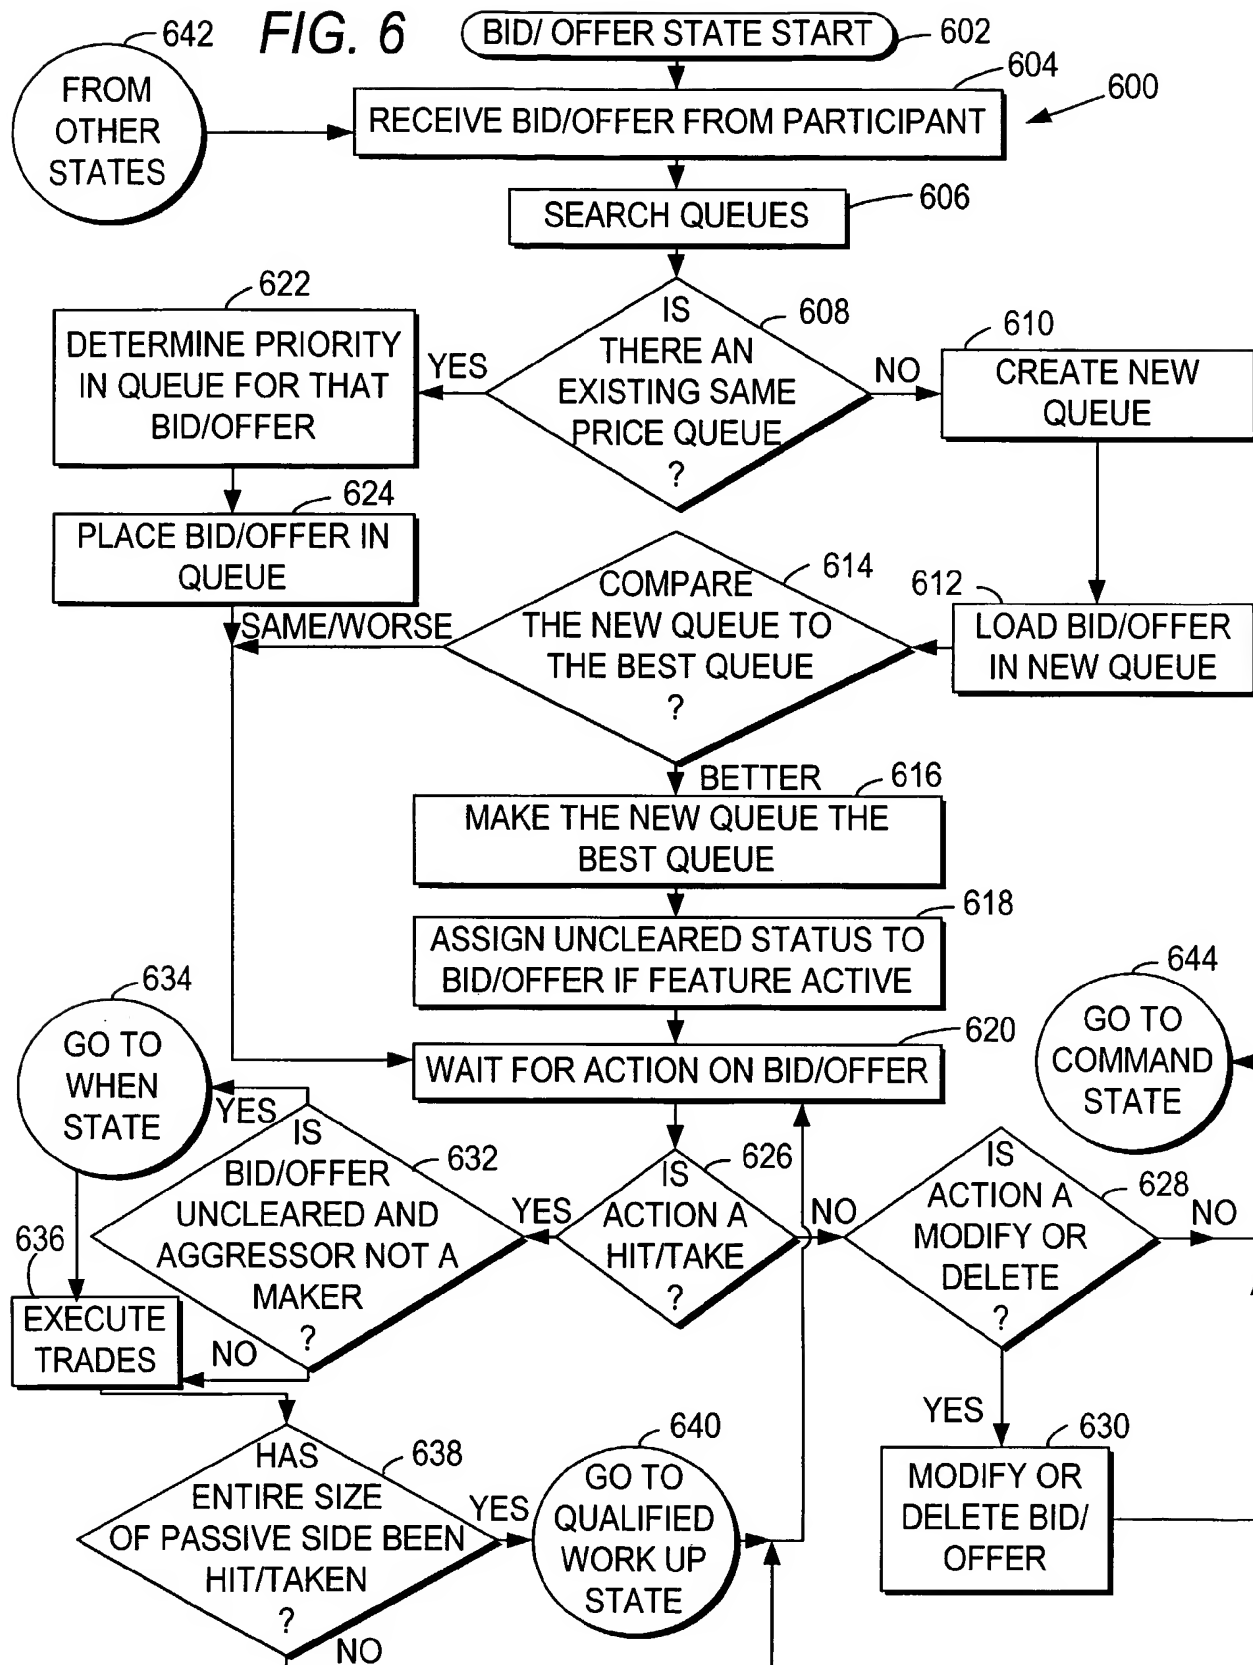 642
FIG. 6
BID/ OFFER STATE START
602
604
FROM
OTHER
STATES
RECEIVE BID/OFFER FROM PARTICIPANT
600
SEARCH QUEUES
606
622
DETERMINE PRIORITY
IN QUEUE FOR THAT
BID/OFFER
YES
IS
THERE AN
EXISTING SAME
PRICE QUEUE
?
608
NO
610
CREATE NEW
QUEUE
624
PLACE BID/OFFER IN
QUEUE
SAME/WORSE
COMPARE
THE NEW QUEUE TO
THE BEST QUEUE
?
614
612
LOAD BID/OFFER
IN NEW QUEUE
BETTER
616
MAKE THE NEW QUEUE THE
BEST QUEUE
618
ASSIGN UNCLEARED STATUS TO
BID/OFFER IF FEATURE ACTIVE
634
GO TO
WHEN
STATE
620
WAIT FOR ACTION ON BID/OFFER
644
GO TO
COMMAND
STATE
YES
IS
BID/OFFER
UNCLEARED AND
AGGRESSOR NOT A
MAKER
?
632
YES
IS
ACTION A
HIT/TAKE
?
626
NO
IS
ACTION A
MODIFY OR
DELETE
?
628
NO
636
EXECUTE
TRADES
NO
YES
HAS
ENTIRE SIZE
OF PASSIVE SIDE BEEN
HIT/TAKEN
?
638
YES
640
GO TO
QUALIFIED
WORK UP
STATE
630
MODIFY OR
DELETE BID/
OFFER
NO